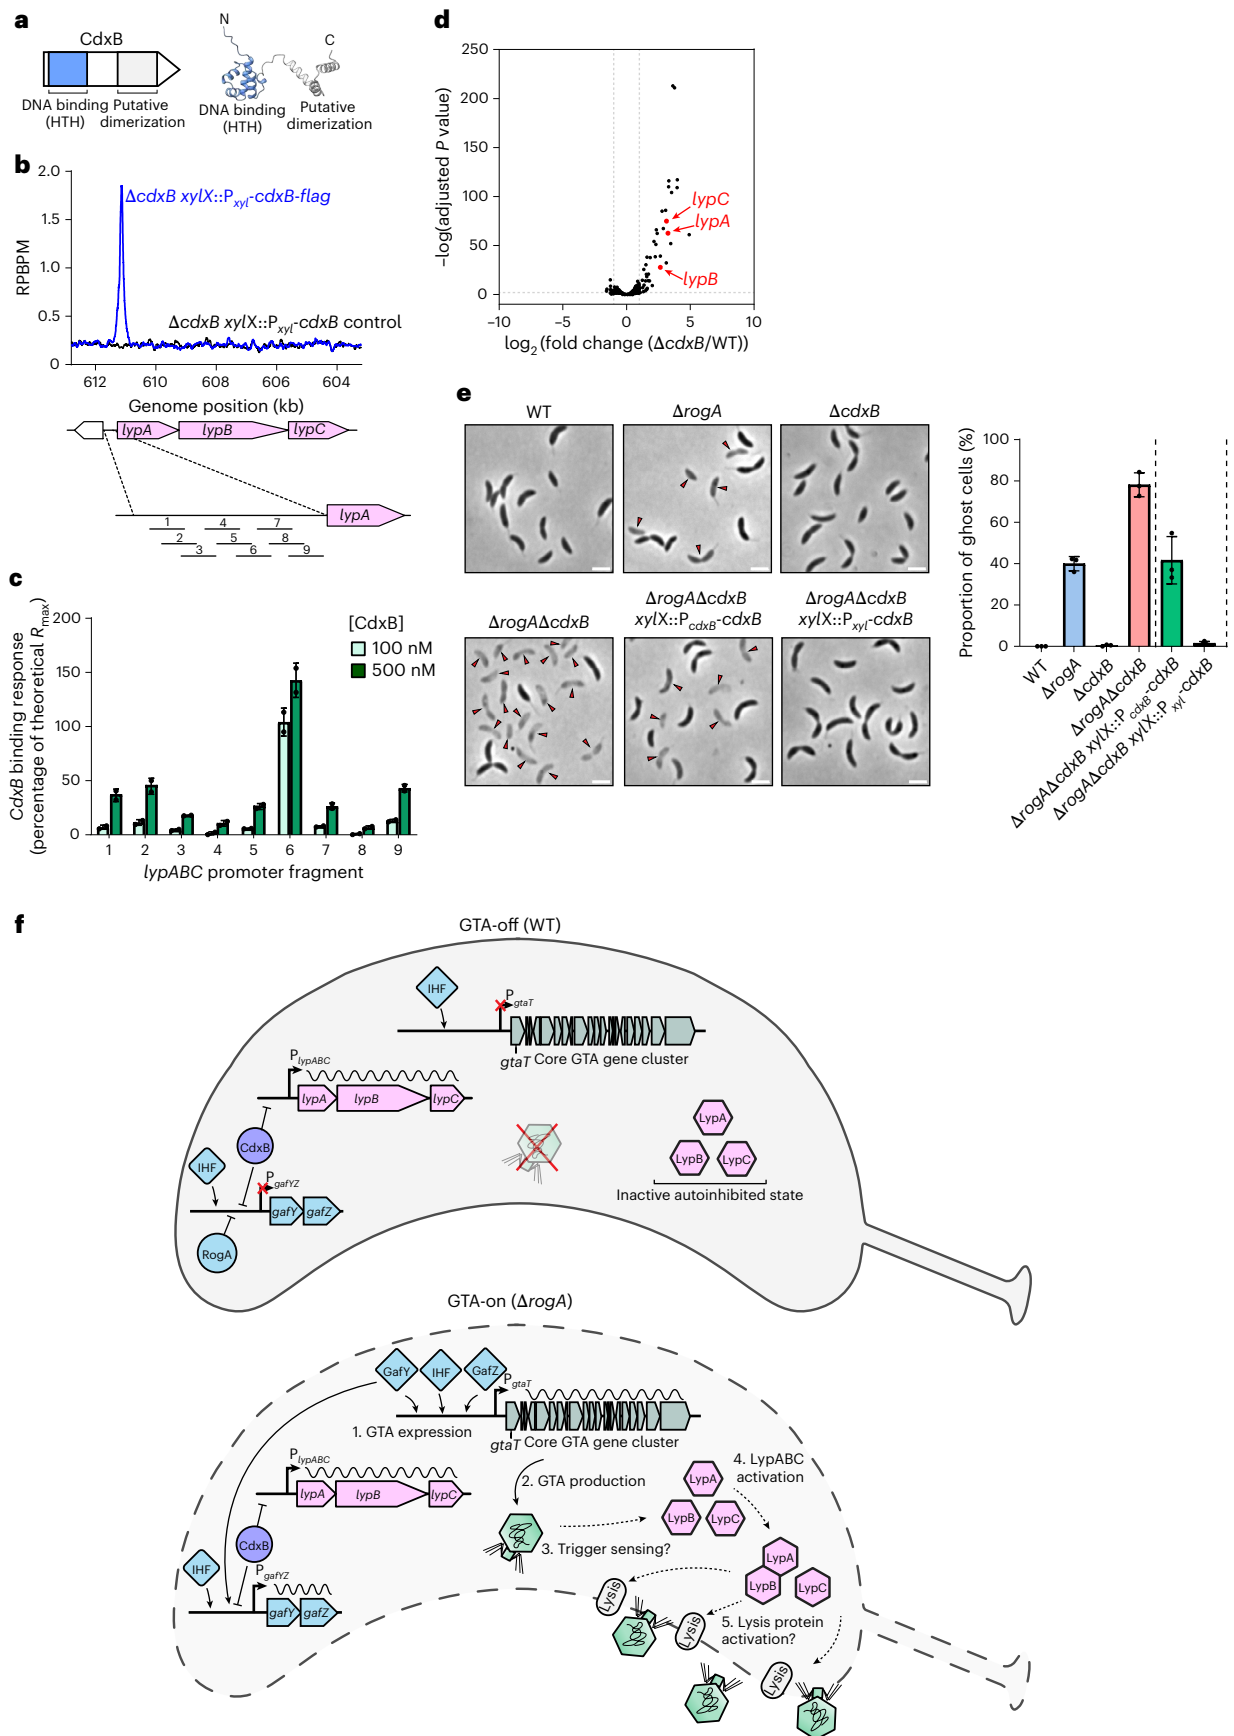 a
CdxB
DNA binding
(HTH)
Putative
dimerization
N
C
DNA binding
(HTH)
Putative
dimerization
b
2.0
1.5
1.0
0.5
0
RPBPM
ΔcdxB xylX::Pxyl-cdxB-flag
ΔcdxB xylX::Pxyl-cdxB control
612
610
608
606
604
Genome position (kb)
lypA
lypB
lypC
lypA
1
4
7
2
5
8
3
6
9
c
CdxB binding response
(percentage of theoretical Rmax)
200
150
100
50
0
[CdxB]
100 nM
500 nM
1
2
3
4
5
6
7
8
9
lypABC promoter fragment
d
250
200
150
100
50
0
–log(adjusted P value)
lypC
lypA
lypB
–10
–5
0
5
10
log2(fold change (ΔcdxB/WT))
e
WT
ΔrogA
ΔcdxB
ΔrogAΔcdxB
ΔrogAΔcdxB
xylX::PcdxB-cdxB
ΔrogAΔcdxB
xylX::Pxyl-cdxB
Proportion of ghost cells (%)
100
80
60
40
20
0
WT
ΔrogA
ΔcdxB
ΔrogAΔcdxB
ΔrogAΔcdxB xylX::PcdxB-cdxB
ΔrogAΔcdxB xylX::Pxyl-cdxB
f
GTA-off (WT)
IHF
PgtaT
gtaT Core GTA gene cluster
PlypABC
lypA
lypB
lypC
CdxB
IHF
PgafYZ
gafY
gafZ
RogA
LypA
LypB
LypC
Inactive autoinhibited state
GTA-on (ΔrogA)
GafY
IHF
GafZ
PgtaT
1. GTA expression
gtaT Core GTA gene cluster
PlypABC
lypA
lypB
lypC
2. GTA production
4. LypABC
activation
LypA
LypB
LypC
3. Trigger sensing?
CdxB
IHF
PgafYZ
gafY
gafZ
LypA
LypB
LypC
Lysis
Lysis
5. Lysis protein
activation?
Lysis